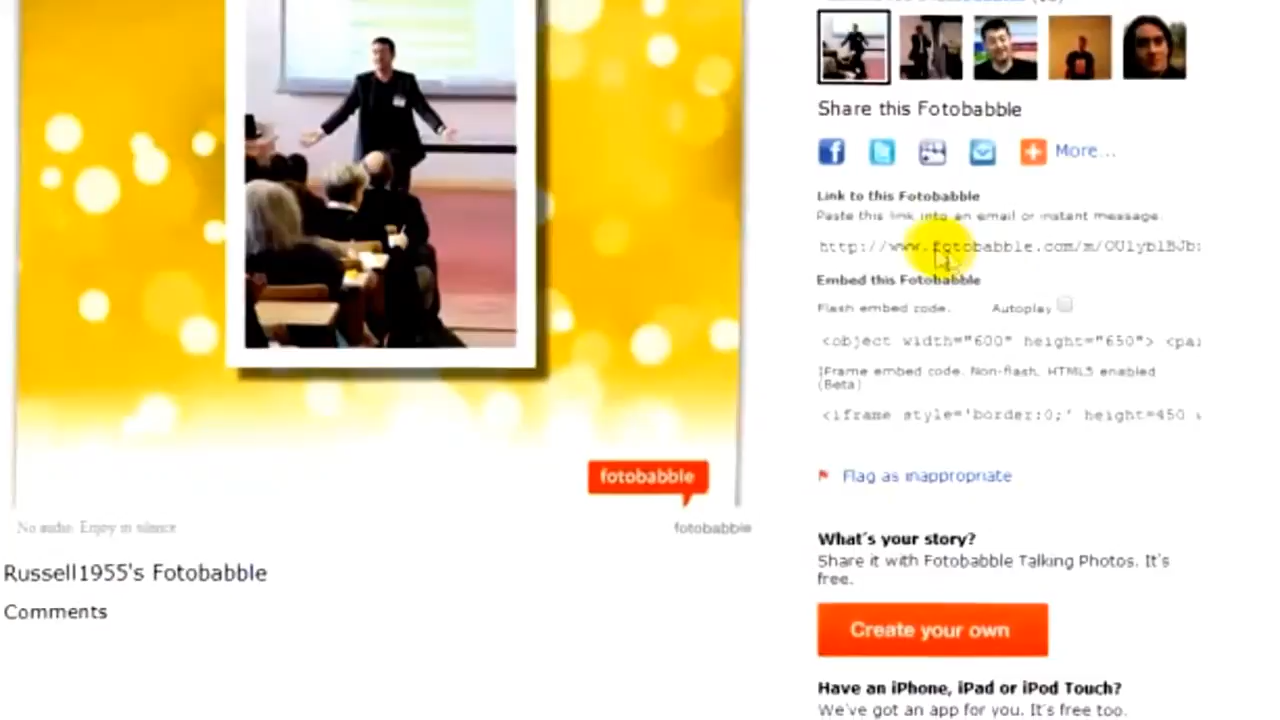 Share this Fotobabble
More...
Link to this Fotobabble
Paste this link into an email or instant message.
http://www.fotobabble.com/m/
Embed this Fotobabble
Flash embed code. Autoplay
<object width="600" height="650"> <pa
IFrame embed code. Non-flash, HTML5 enabled
(Beta)
<iframe style='border:0;' height=450
Flag as inappropriate
What's your story?
Share it with Fotobabble Talking Photos. It's
free.
Create your own
Have an iPhone, iPad or iPod Touch?
We've got an app for you. It's free too.
fotobabble
No audio. Enjoy in silence
fotobabble
Russell1955's Fotobabble
Comments